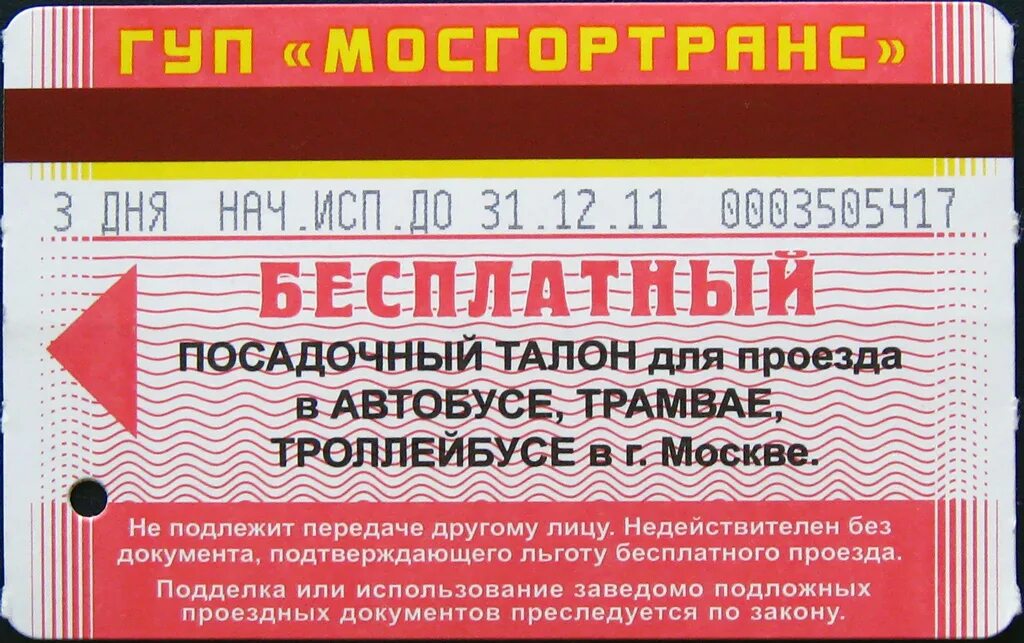 ГУП «МОСГОРТРАНС»
3 ДНЯ НАЧ.ИСП.ДО 31.12.11 0003505417
БЕСПЛАТНЫЙ
ПОСАДОЧНЫЙ ТАЛОН для проезда
в АВТОБУСЕ, ТРАМВАЕ,
ТРОЛЛЕЙБУСЕ в г. Москве.
Не подлежит передаче другому лицу. Недействителен без
документа, подтверждающего льготу бесплатного проезда.
Подделка или использование заведомо подложных
проездных документов преследуется по закону.